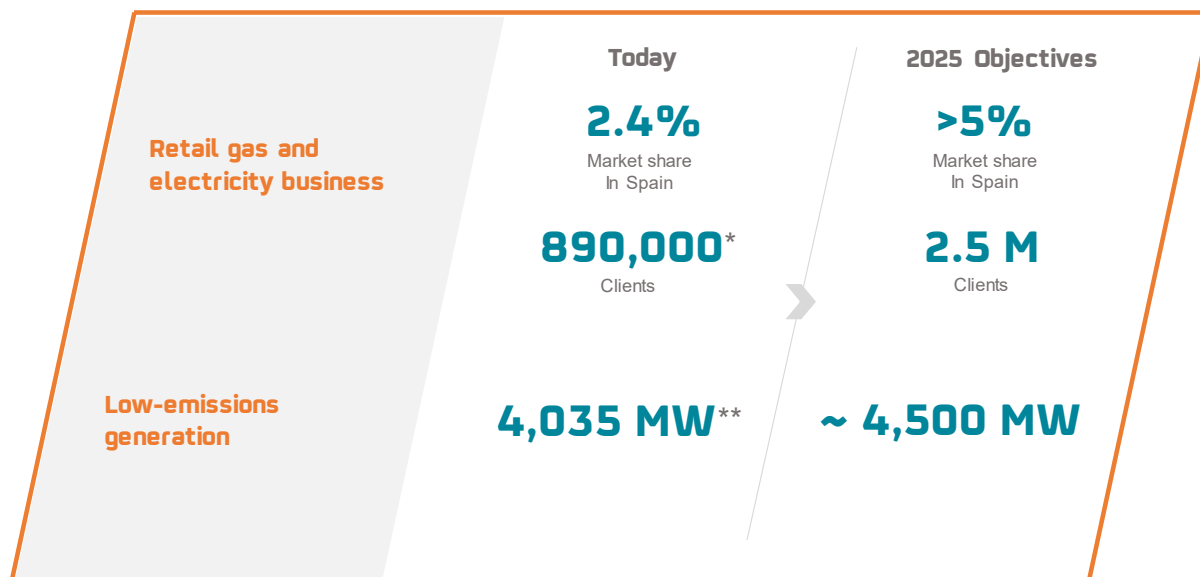 Today
2025 Objectives
Retail gas and
electricity business
2.4%
Market share
In Spain
>5%
Market share
In Spain
890,000*
Clients
2.5 M
Clients
Low-emissions
generation
4,035 MW**
~ 4,500 MW